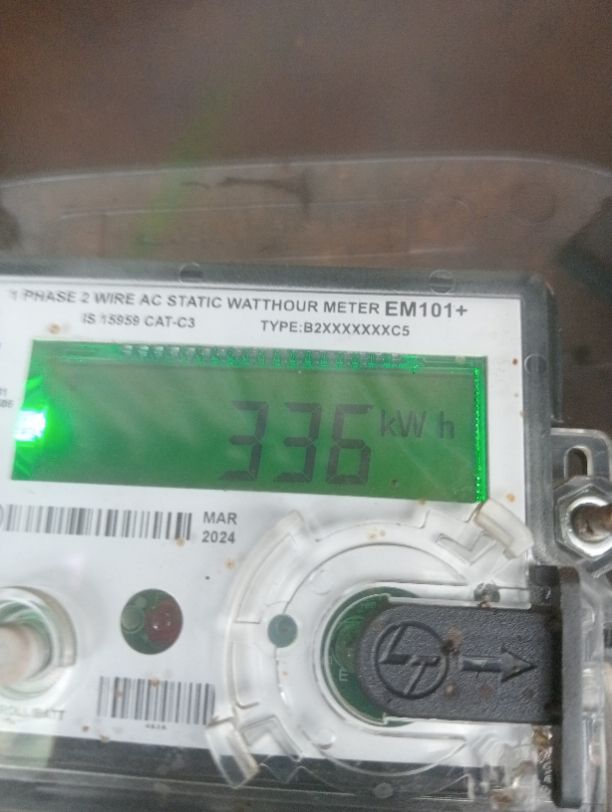 1 PHASE 2 WIRE AC STATIC WATTHOUR METER EM101+
IS 15959 CAT-C3 TYPE:B2XXXXXXXC5
336 kWh
MAR
2024
LT